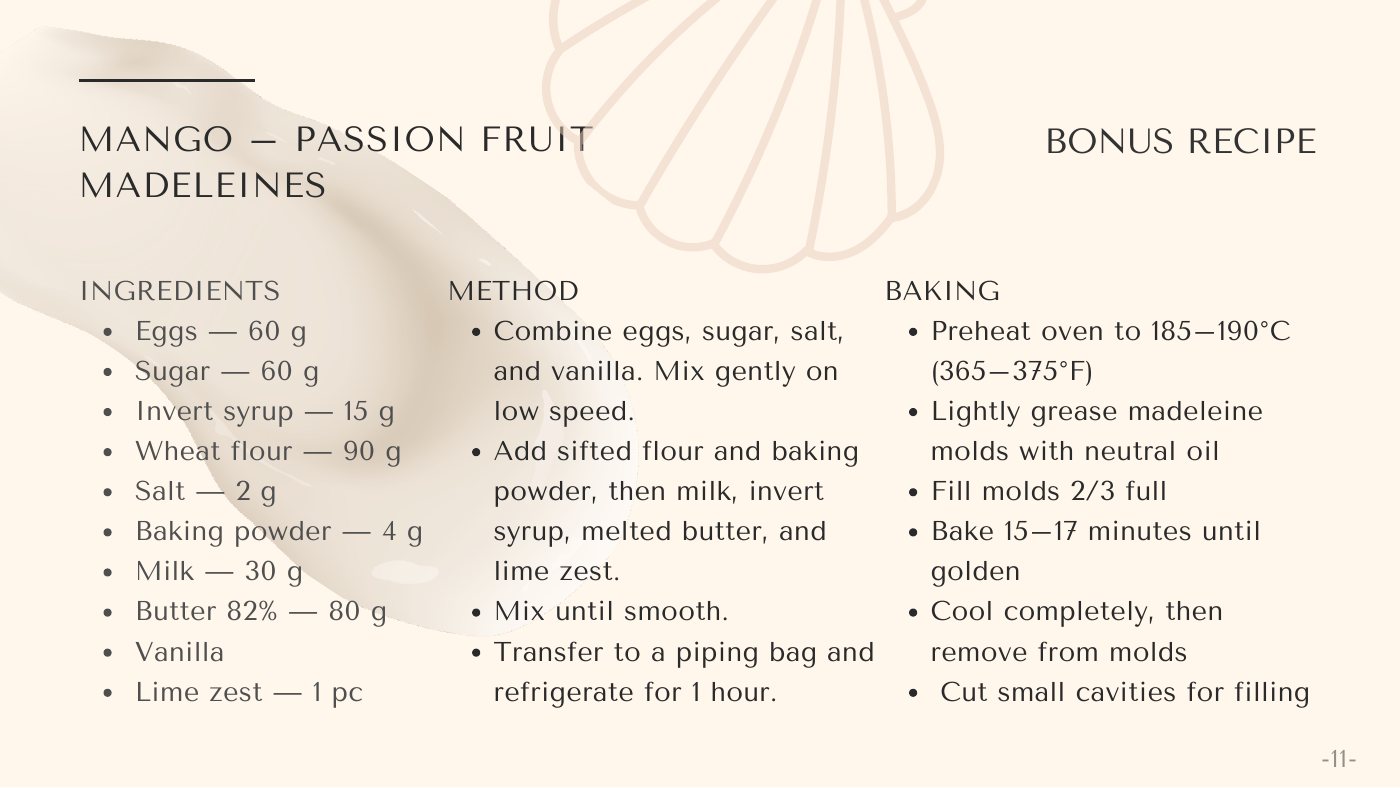 MANGO – PASSION FRUIT
MADELEINES
BONUS RECIPE
INGREDIENTS
• Eggs — 60 g
• Sugar — 60 g
• Invert syrup — 15 g
• Wheat flour — 90 g
• Salt — 2 g
• Baking powder — 4 g
• Milk — 30 g
• Butter 82% — 80 g
• Vanilla
• Lime zest — 1 pc
METHOD
• Combine eggs, sugar, salt,
and vanilla. Mix gently on
low speed.
• Add sifted flour and baking
powder, then milk, invert
syrup, melted butter, and
lime zest.
• Mix until smooth.
• Transfer to a piping bag and
refrigerate for 1 hour.
BAKING
• Preheat oven to 185–190°C
(365–375°F)
• Lightly grease madeleine
molds with neutral oil
• Fill molds 2/3 full
• Bake 15–17 minutes until
golden
• Cool completely, then
remove from molds
• Cut small cavities for filling
-11-